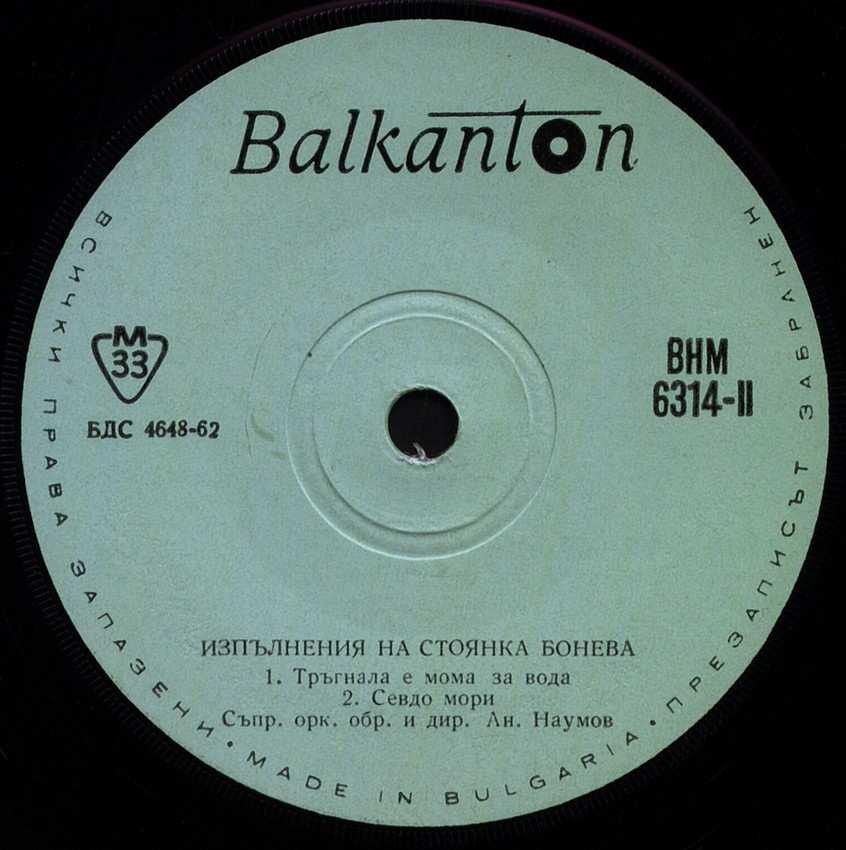 Balkanton
М
33
БДС 4648-62
ВНМ
6314-II
ИЗПЪЛНЕНИЯ НА СТОЯНКА БОНЕВА
1. Тръгнала е мома за вода
2. Севдо мори
Съпр. орк. обр. и дир. Ан. Наумов
ВСИЧКИ ПРАВА ЗАПАЗЕНИ • MADE IN BULGARIA • ПРЕЗАПИСЪТ ЗАБРАНЕН